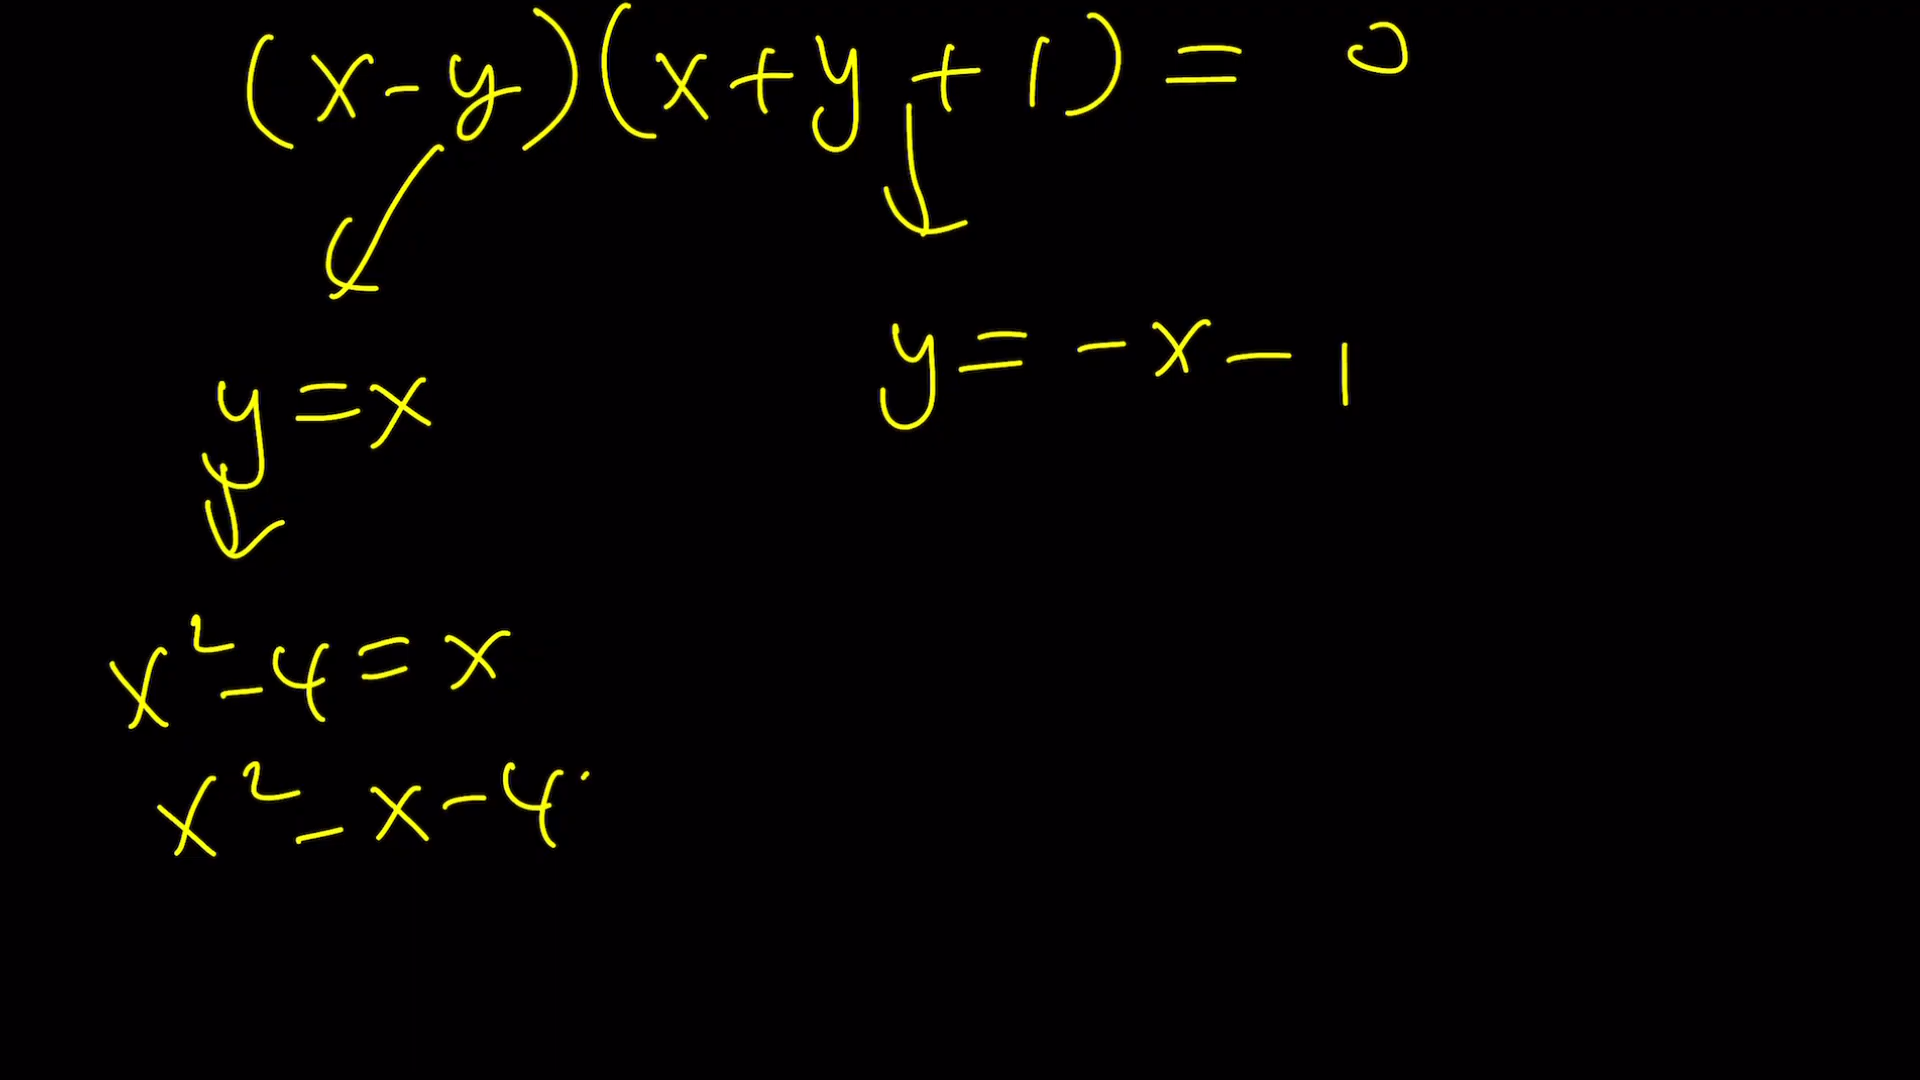 (x-y)(x+y+1) = 0
y = x
y = -x - 1
x² - 4 = x
x² - x - 4